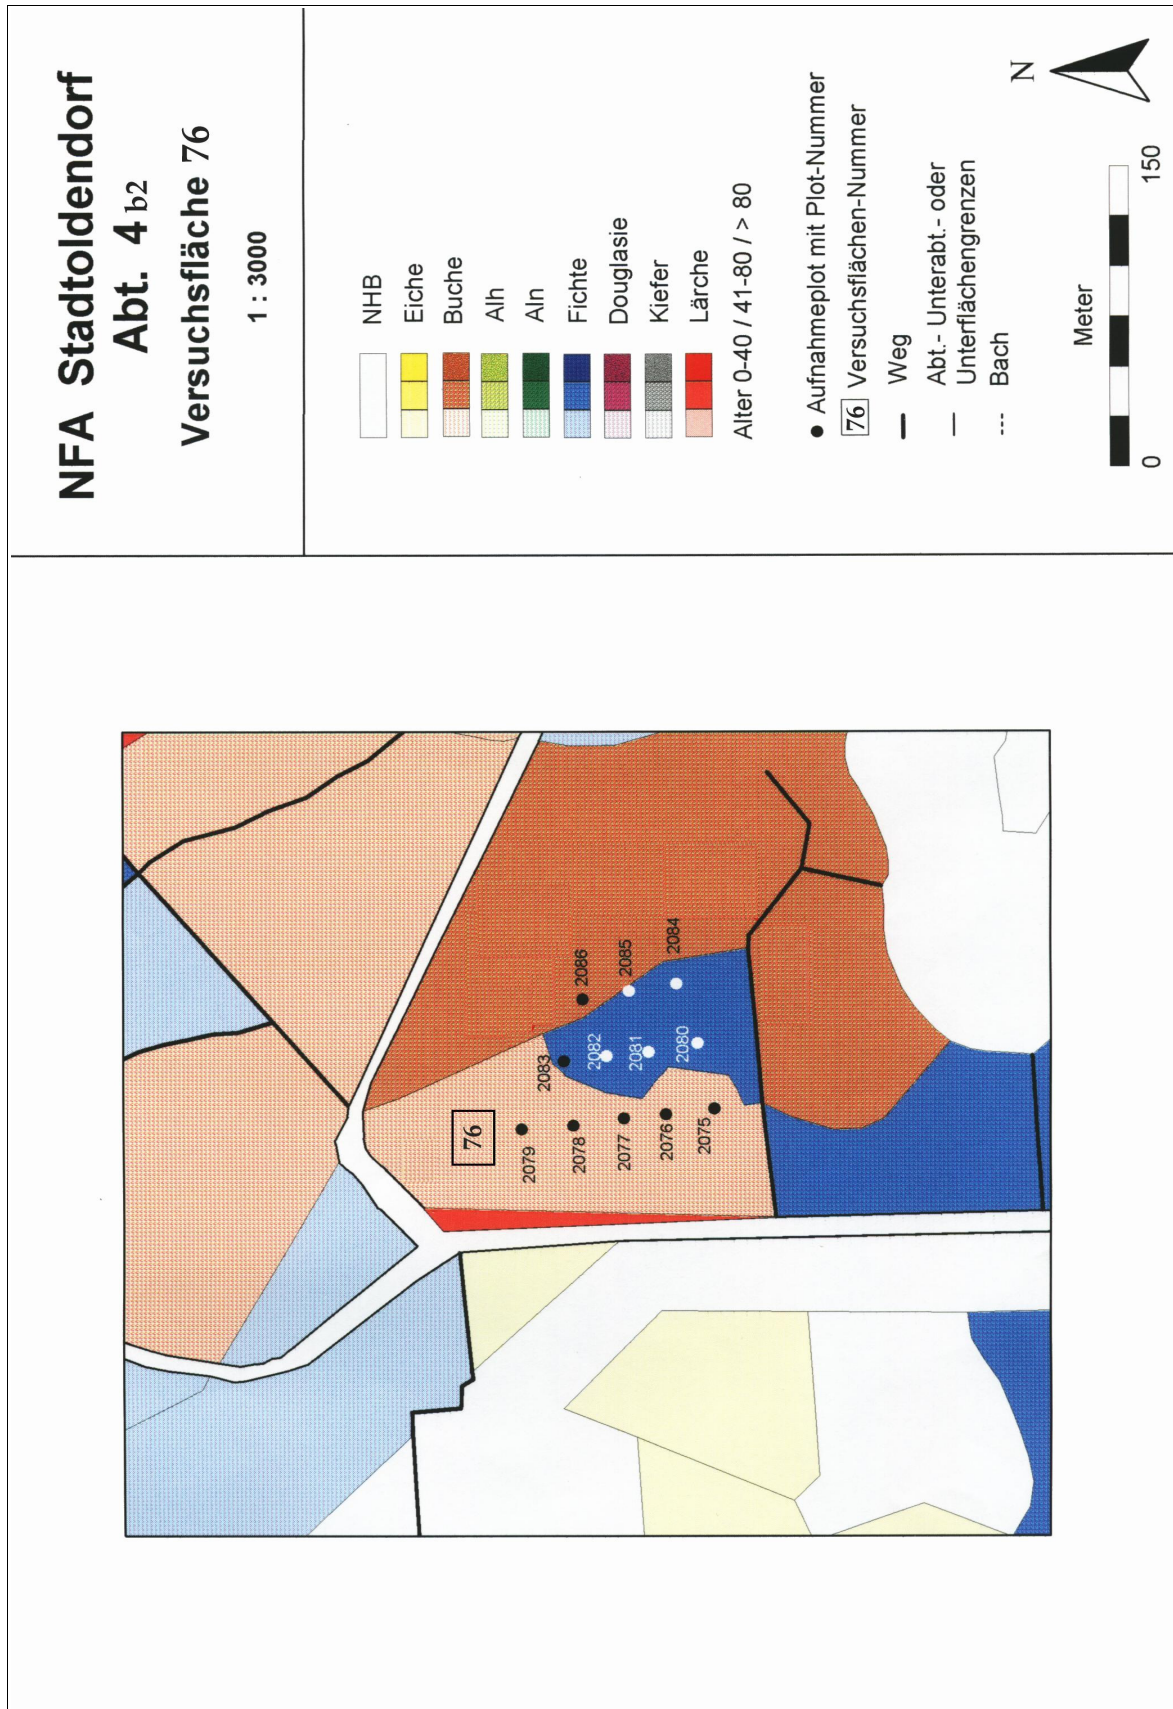 NFA Stadtoldendorf
Abt. 4 b2
Versuchsfläche 76
1 : 3000
NHB
Eiche
Buche
Alh
Aln
Fichte
Douglasie
Kiefer
Lärche
Alter 0-40 / 41-80 / > 80
Aufnahmeplot mit Plot-Nummer
76 Versuchsflächen-Nummer
Weg
Abt.- Unterabt.- oder
Unterflächengrenzen
Bach
N
Meter
0 150
76
2079
2078
2077
2076
2075
2083
2082
2081
2080
2086
2085
2084